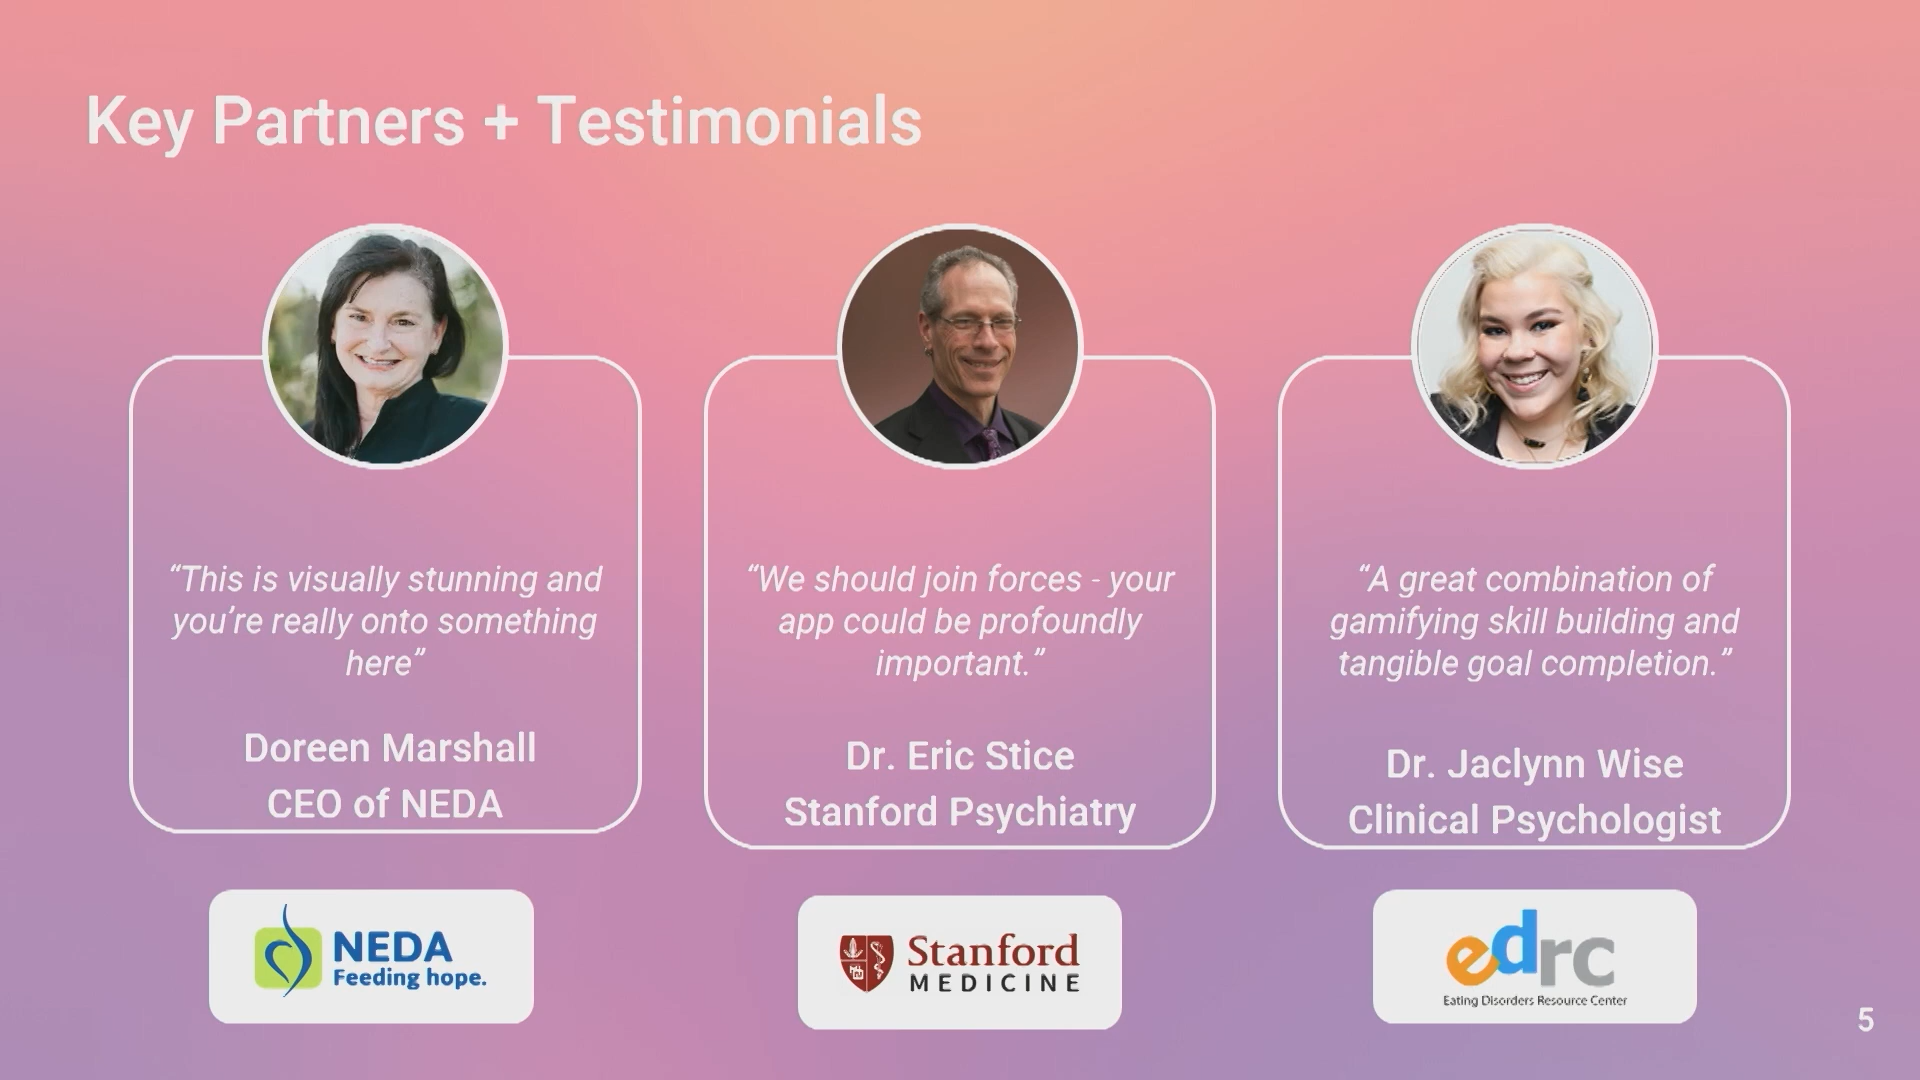 Key Partners + Testimonials
“This is visually stunning and
you’re really onto something
here”
Doreen Marshall
CEO of NEDA
“We should join forces - your
app could be profoundly
important.”
Dr. Eric Stice
Stanford Psychiatry
“A great combination of
gamifying skill building and
tangible goal completion.”
Dr. Jaclynn Wise
Clinical Psychologist
NEDA
Feeding hope.
Stanford
MEDICINE
edrc
Eating Disorders Resource Center
5